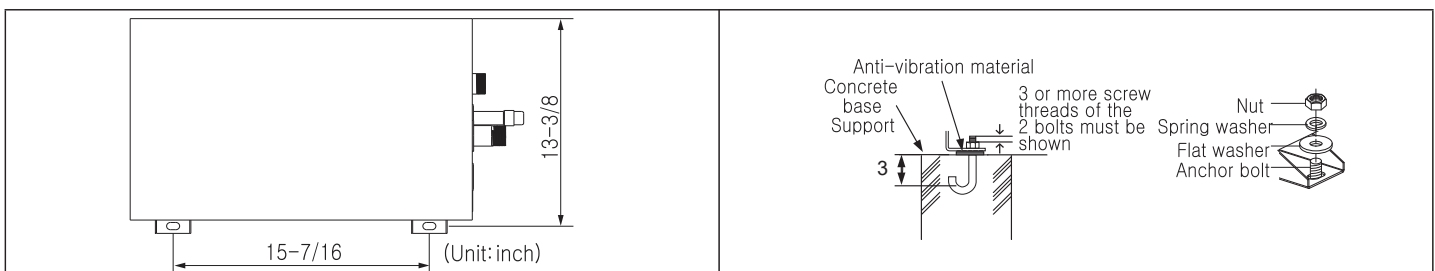 13-3/8
15-7/16
(Unit:inch)
Anti-vibration material
Concrete
base
Support
3 or more screw
threads of the
2 bolts must be
shown
3
Nut
Spring washer
Flat washer
Anchor bolt